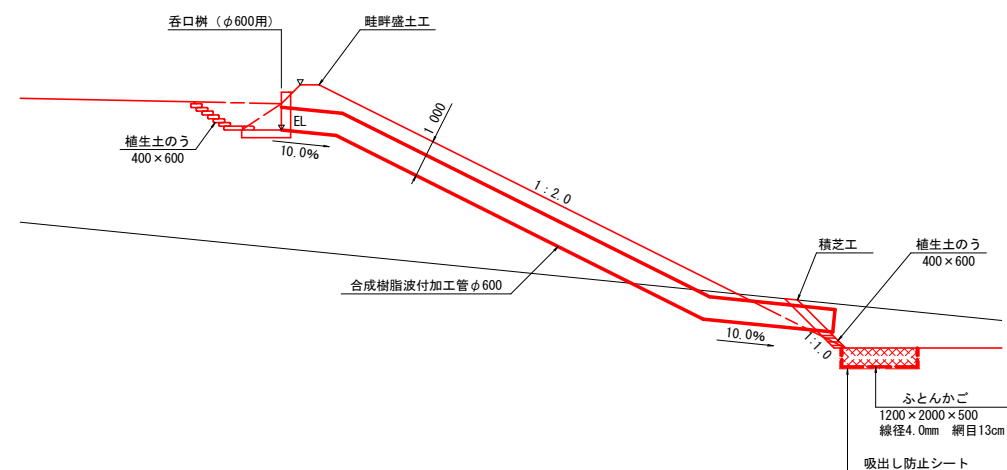 呑口桝（φ600用）
畦畔盛土工
EL
植生土のう
400×600
10.0%
1 000
1:2.0
合成樹脂波付加工管φ600
積芝工
植生土のう
400×600
10.0%
1:1.0
ふとんかご
1200×2000×500
線径4.0mm　網目13cm
吸出し防止シート